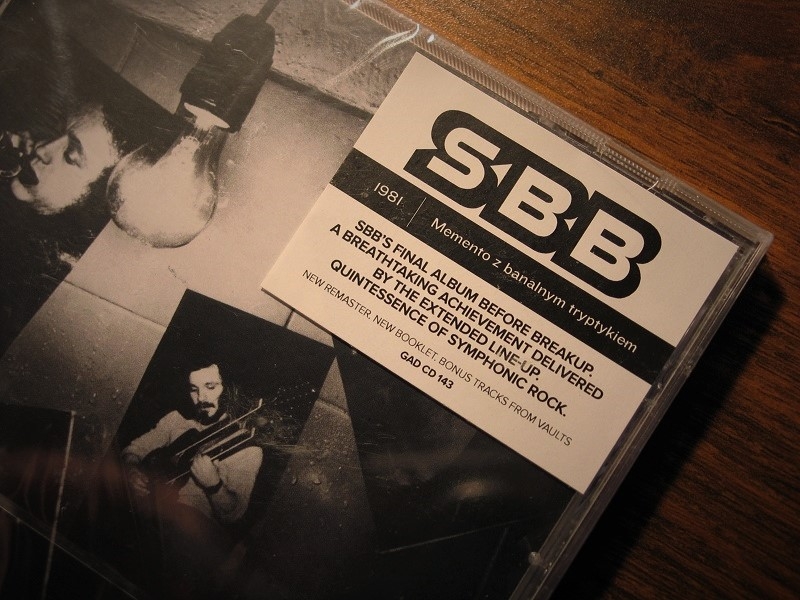 SBB
1981 | Memento z banalnym tryptykiem
SBB'S FINAL ALBUM BEFORE BREAKUP.
A BREATHTAKING ACHIEVEMENT DELIVERED
BY THE EXTENDED LINE-UP.
QUINTESSENCE OF SYMPHONIC ROCK.
NEW REMASTER. NEW BOOKLET. BONUS TRACKS FROM VAULTS
GAD CD 143